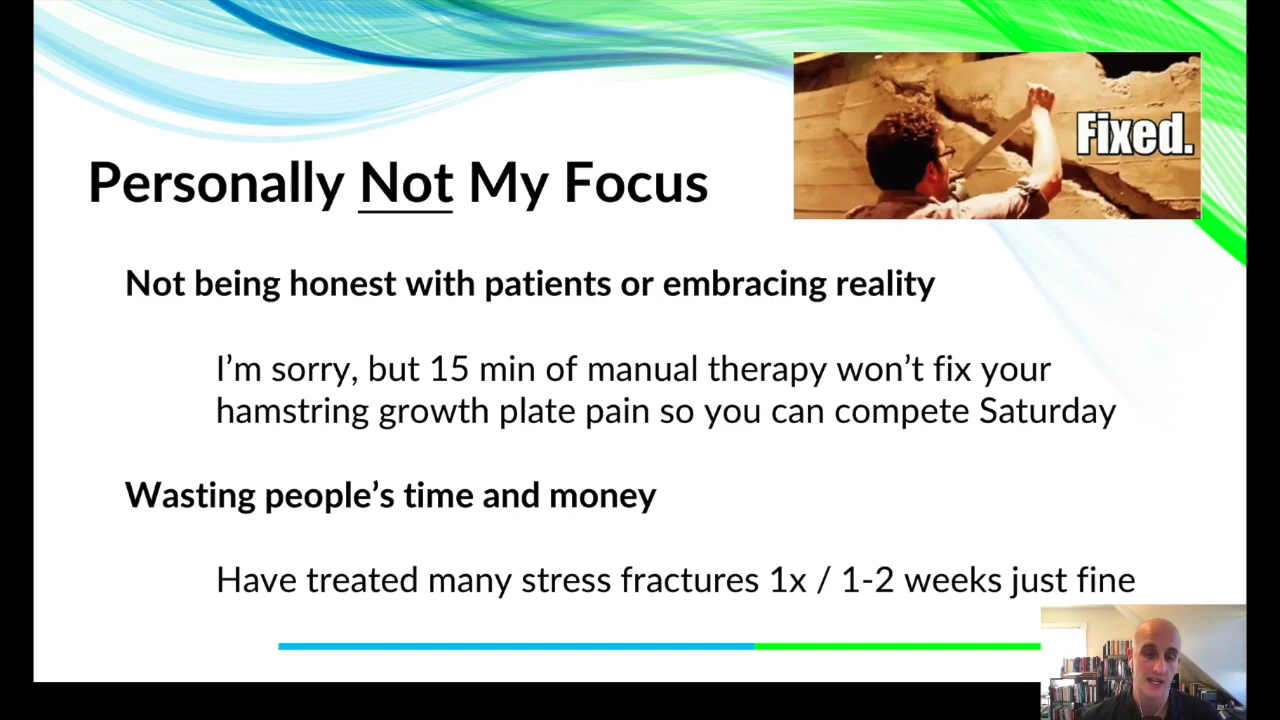 Fixed.
Personally Not My Focus
Not being honest with patients or embracing reality
I’m sorry, but 15 min of manual therapy won’t fix your
hamstring growth plate pain so you can compete Saturday
Wasting people’s time and money
Have treated many stress fractures 1x / 1-2 weeks just fine